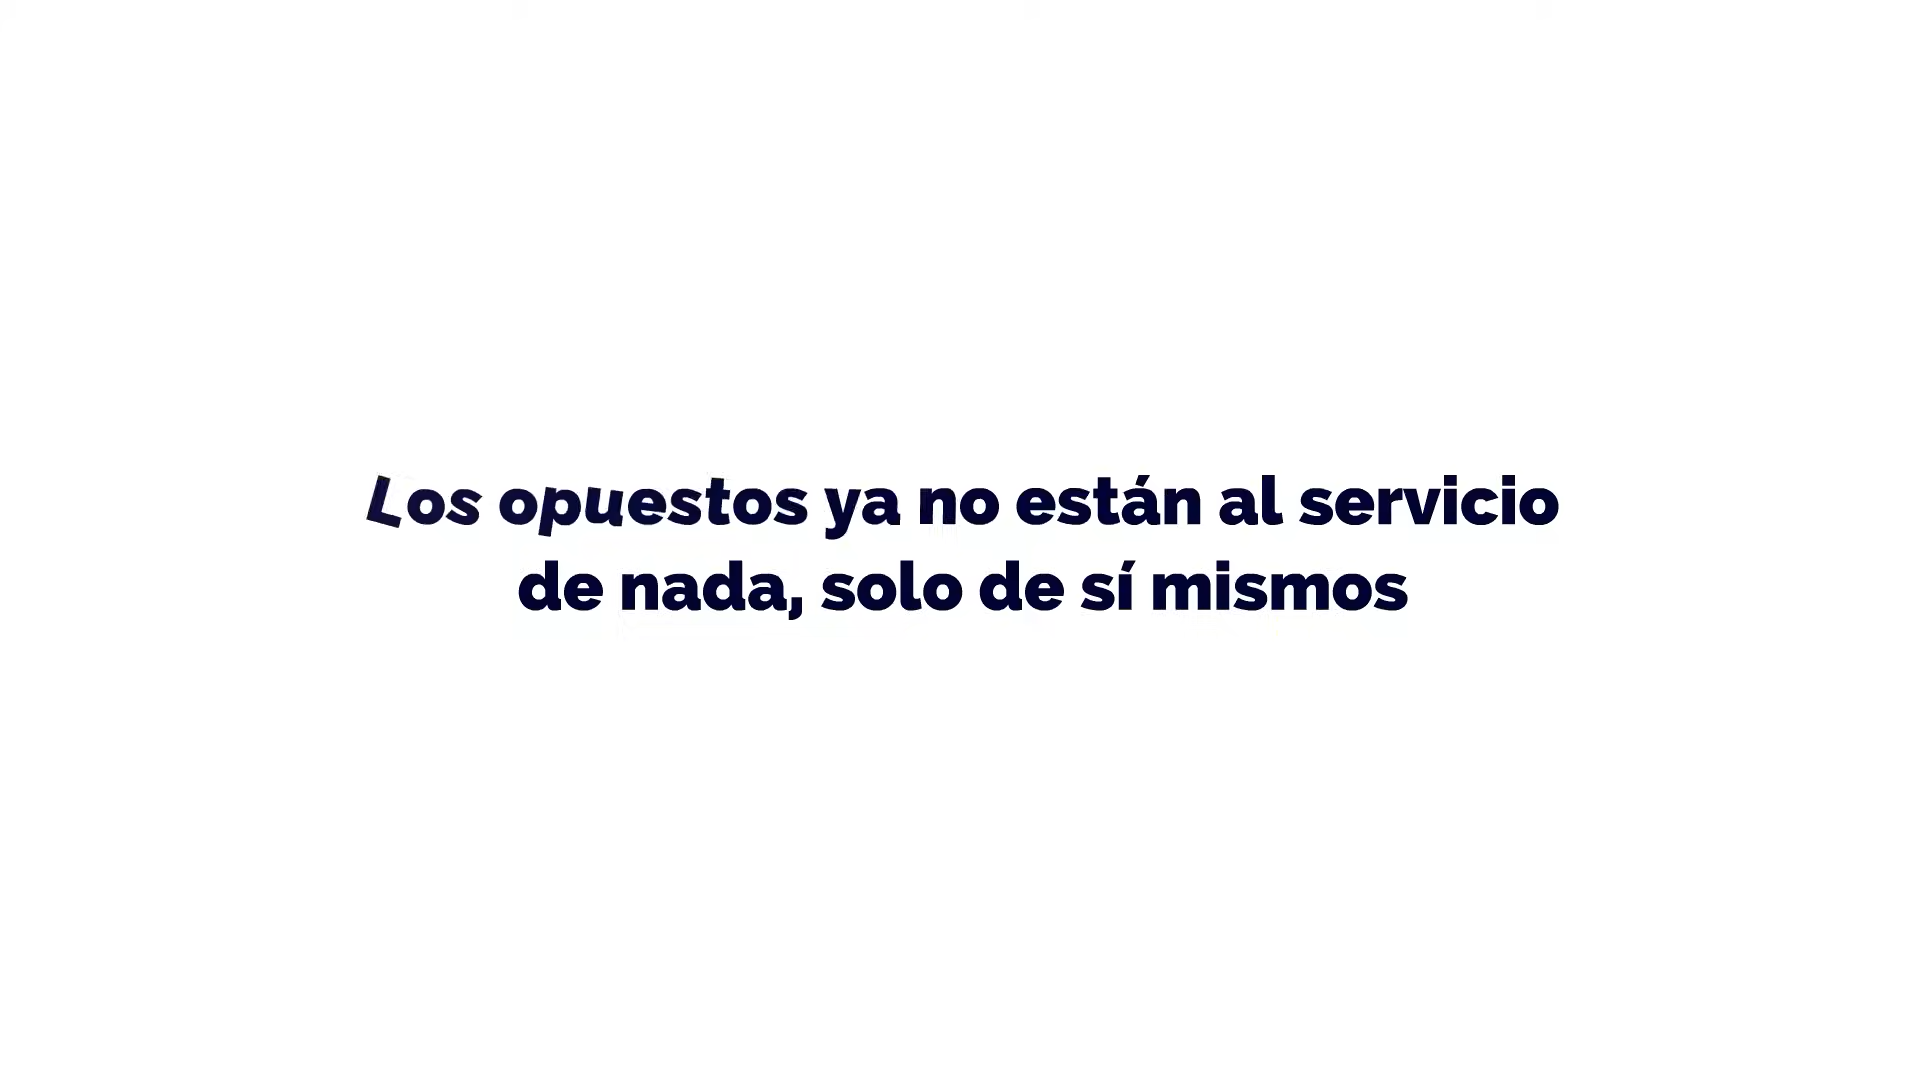 Los opuestos ya no están al servicio
de nada, solo de sí mismos